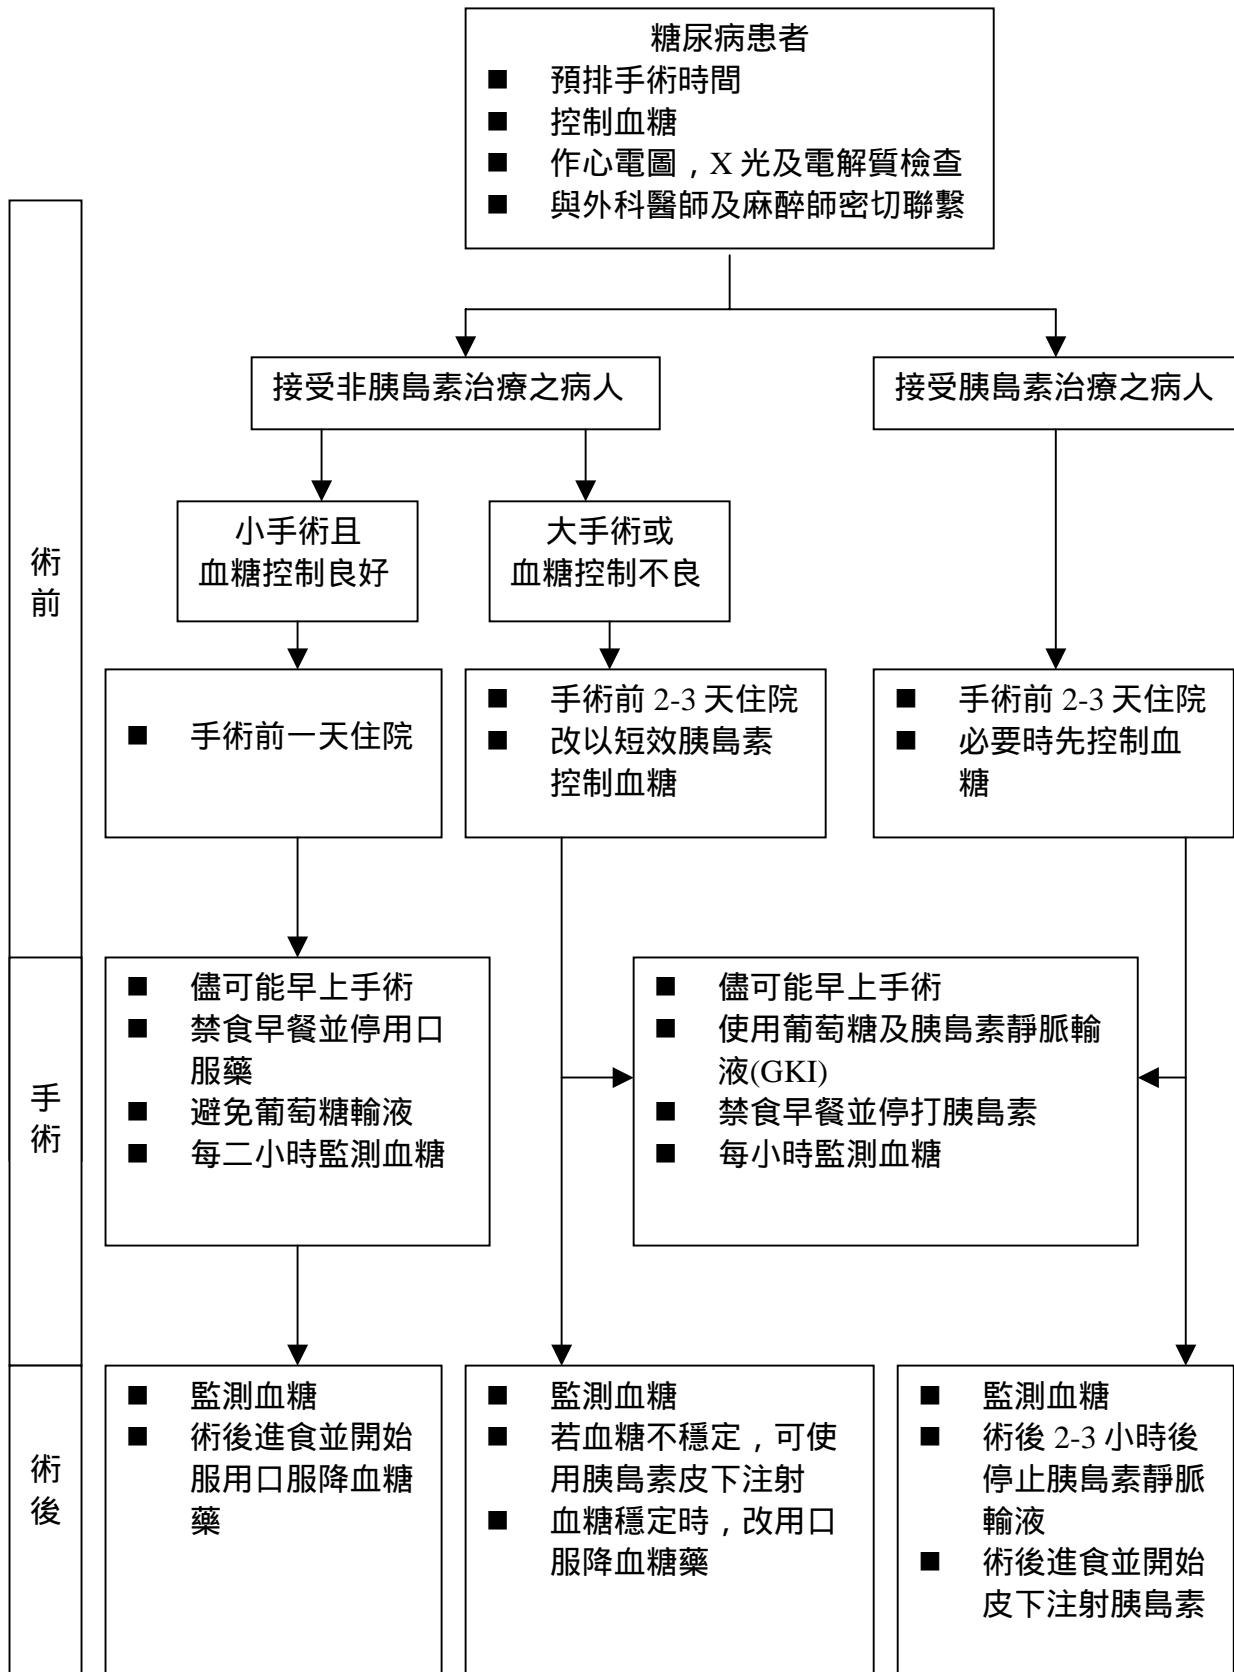 糖尿病患者
■ 預排手術時間
■ 控制血糖
■ 作心電圖，X 光及電解質檢查
■ 與外科醫師及麻醉師密切聯繫
術
前
接受非胰島素治療之病人
接受胰島素治療之病人
小手術且
血糖控制良好
大手術或
血糖控制不良
■ 手術前一天住院
■ 手術前 2-3 天住院
■ 改以短效胰島素
控制血糖
■ 手術前 2-3 天住院
■ 必要時先控制血
糖
手
術
■ 儘可能早上手術
■ 禁食早餐並停用口
服藥
■ 避免葡萄糖輸液
■ 每二小時監測血糖
■ 儘可能早上手術
■ 使用葡萄糖及胰島素靜脈輸
液(GKI)
■ 禁食早餐並停打胰島素
■ 每小時監測血糖
術
後
■ 監測血糖
■ 術後進食並開始
服用口服降血糖
藥
■ 監測血糖
■ 若血糖不穩定，可使
用胰島素皮下注射
■ 血糖穩定時，改用口
服降血糖藥
■ 監測血糖
■ 術後 2-3 小時後
停止胰島素靜脈
輸液
■ 術後進食並開始
皮下注射胰島素